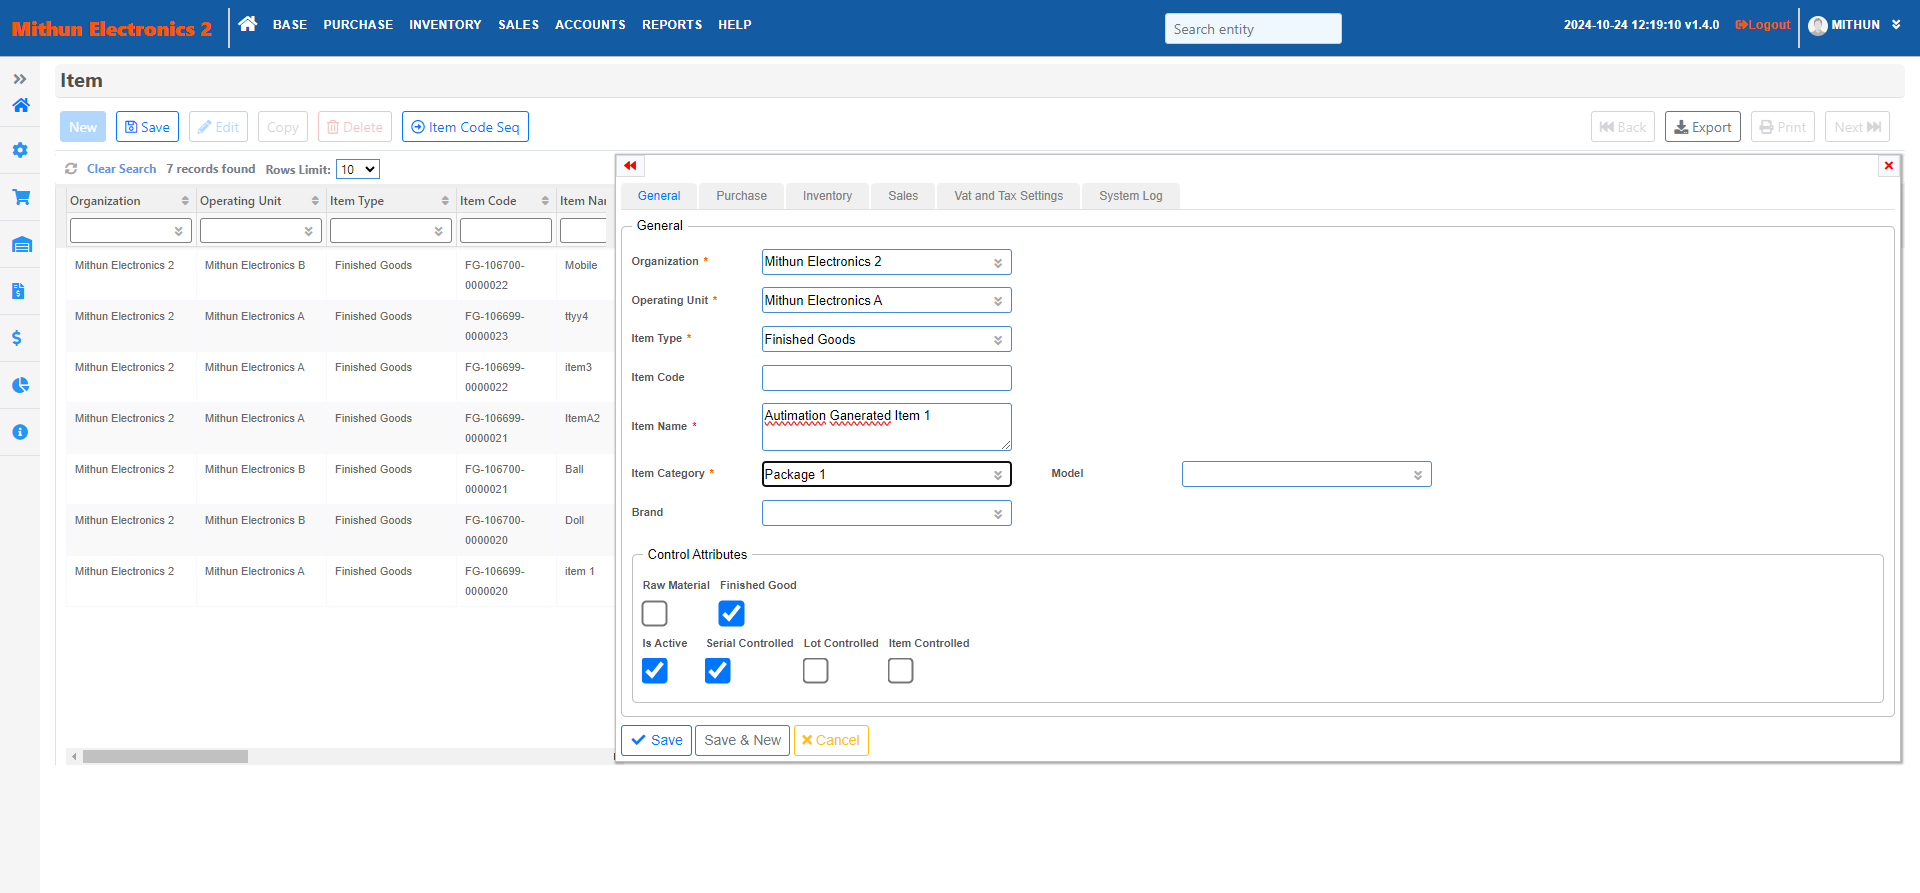 Mithun Electronics 2
BASE PURCHASE INVENTORY SALES ACCOUNTS REPORTS HELP
Search entity
2024-10-24 12:19:10 v1.4.0 Logout MITHUN
Item
New Save Edit Copy Delete Item Code Seq
Back Export Print Next
Clear Search 7 records found Rows Limit: 10
Organization Operating Unit Item Type Item Code Item Nar
Mithun Electronics 2 Mithun Electronics B Finished Goods FG-106700-0000022 Mobile
Mithun Electronics 2 Mithun Electronics A Finished Goods FG-106699-0000023 ttyy4
Mithun Electronics 2 Mithun Electronics A Finished Goods FG-106699-0000022 item3
Mithun Electronics 2 Mithun Electronics A Finished Goods FG-106699-0000021 ItemA2
Mithun Electronics 2 Mithun Electronics B Finished Goods FG-106700-0000021 Ball
Mithun Electronics 2 Mithun Electronics B Finished Goods FG-106700-0000020 Doll
Mithun Electronics 2 Mithun Electronics A Finished Goods FG-106699-0000020 item 1
General Purchase Inventory Sales Vat and Tax Settings System Log
General
Organization * Mithun Electronics 2
Operating Unit * Mithun Electronics A
Item Type * Finished Goods
Item Code
Item Name * Autimation Ganerated Item 1
Item Category * Package 1 Model
Brand
Control Attributes
Raw Material Finished Good
Is Active Serial Controlled Lot Controlled Item Controlled
Save Save & New Cancel